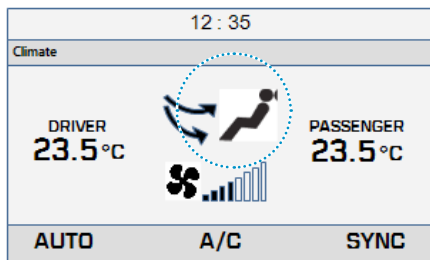 12 : 35
Climate
DRIVER PASSENGER
23.5°C 23.5°C
AUTO A/C SYNC